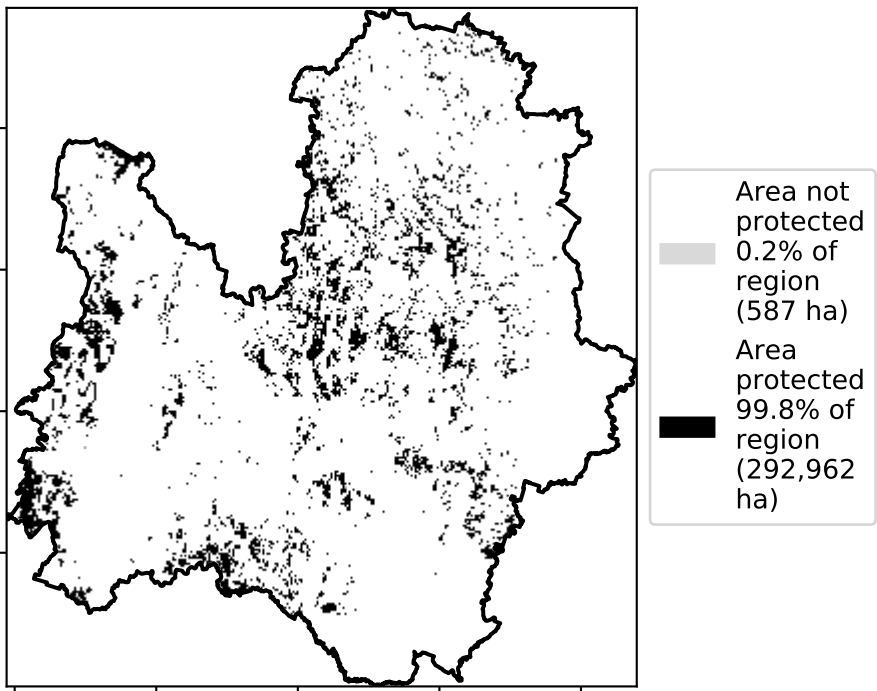 Area not
protected
0.2% of
region
(587 ha)
Area
protected
99.8% of
region
(292,962
ha)